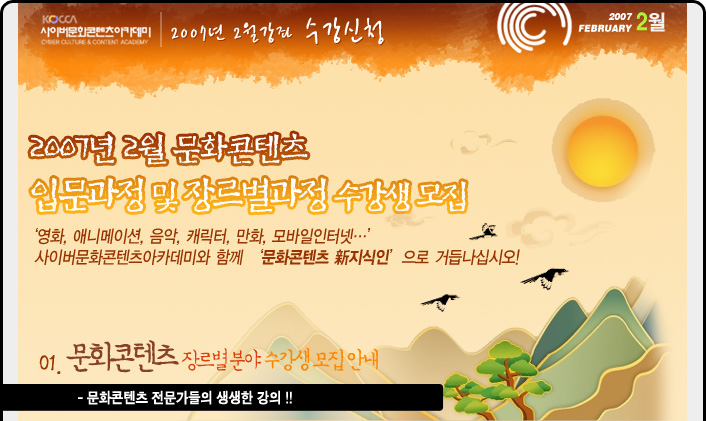 KOCCA
사이버문화콘텐츠아카데미
CYBER CULTURE & CONTENT ACADEMY
2007년 2월강좌 수강신청
2007
FEBRUARY 2월
2007년 2월 문화콘텐츠
입문과정 및 장르별과정 수강생 모집
‘영화, 애니메이션, 음악, 캐릭터, 만화, 모바일인터넷…’
사이버문화콘텐츠아카데미와 함께 ‘문화콘텐츠 新지식인’ 으로 거듭나십시오!
01. 문화콘텐츠 장르별 분야 수강생 모집 안내
- 문화콘텐츠 전문가들의 생생한 강의 !!